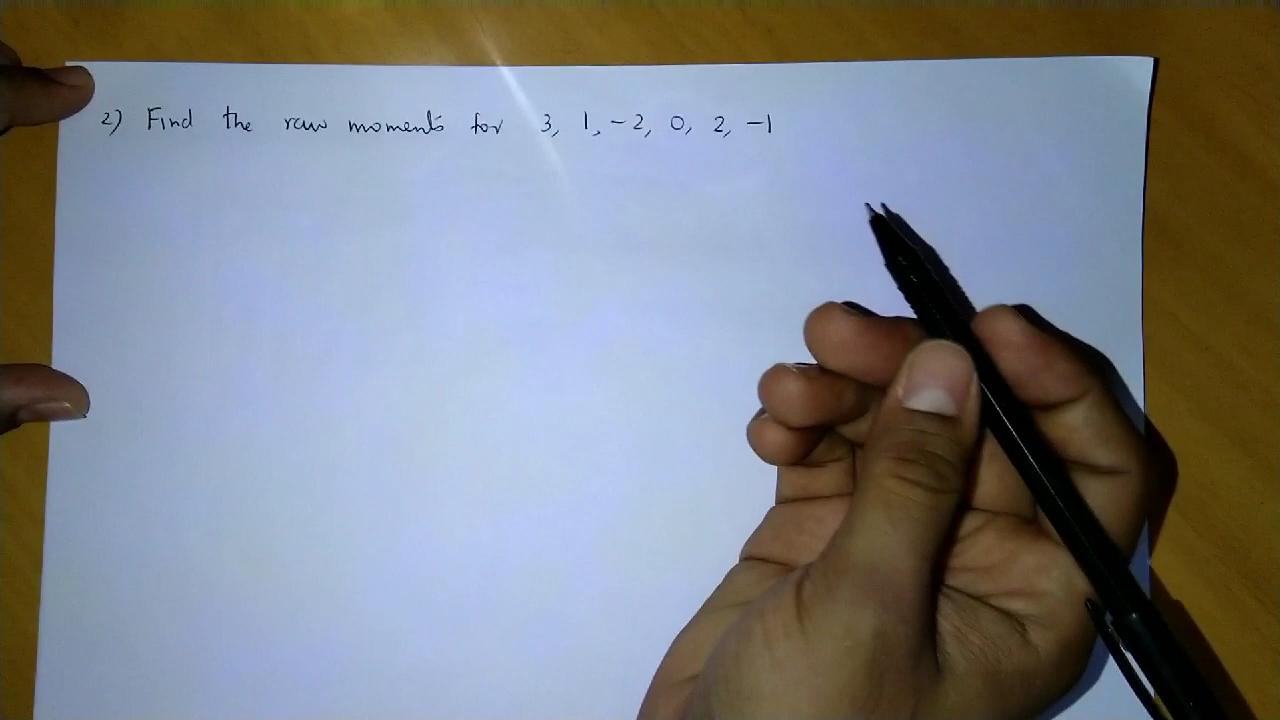 2) Find the raw moments for 3, 1, -2, 0, 2, -1